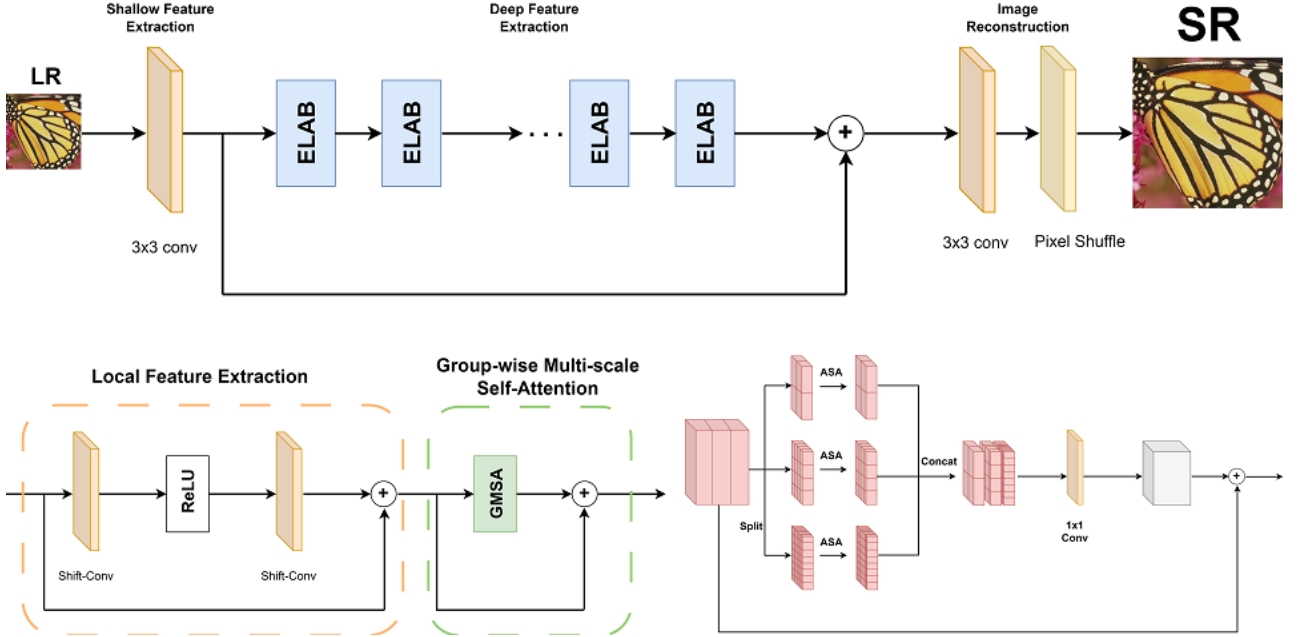 Shallow Feature
Extraction
Deep Feature
Extraction
Image
Reconstruction
SR
LR
ELAB
ELAB
. . .
ELAB
ELAB
+
3x3 conv
3x3 conv
Pixel Shuffle
Local Feature Extraction
Group-wise Multi-scale
Self-Attention
ReLU
+
GMSA
+
Shift-Conv
Shift-Conv
ASA
ASA
ASA
Split
Concat
1x1
Conv
+